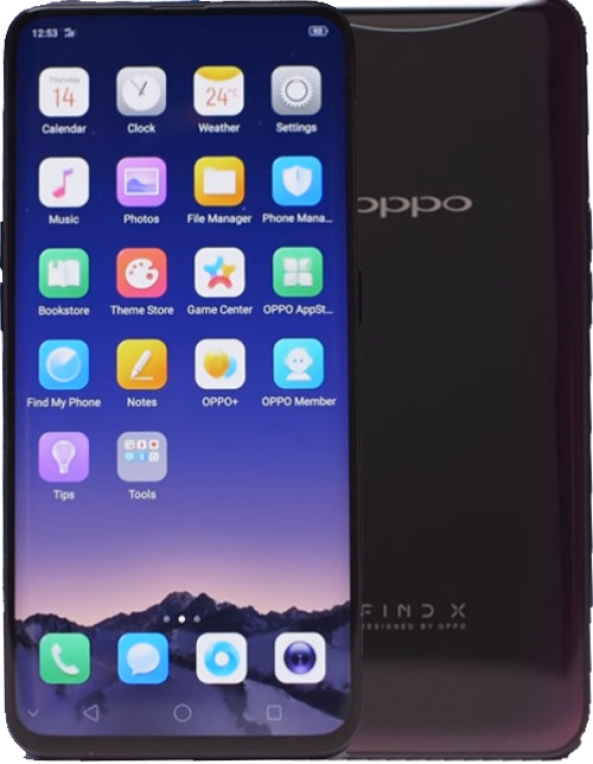 12:53
93
Thursday
14
Calendar
Clock
24°C
Weather
Settings
Music
Photos
File Manager
Phone Mana...
Bookstore
Theme Store
Game Center
OPPO AppSt...
Find My Phone
Notes
OPPO+
OPPO Member
Tips
Tools
oppo
FIND X
DESIGNED BY OPPO